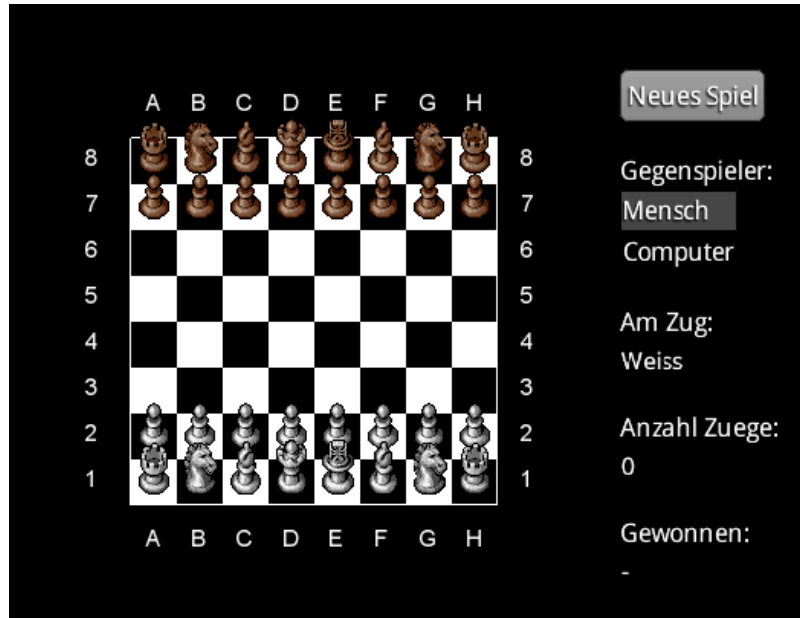 A B C D E F G H
Neues Spiel
8 8
Gegenspieler:
7 7
Mensch
6 6
Computer
5 5
Am Zug:
4 4
Weiss
3 3
2 2
Anzahl Zuege:
0
1 1
A B C D E F G H
Gewonnen:
-